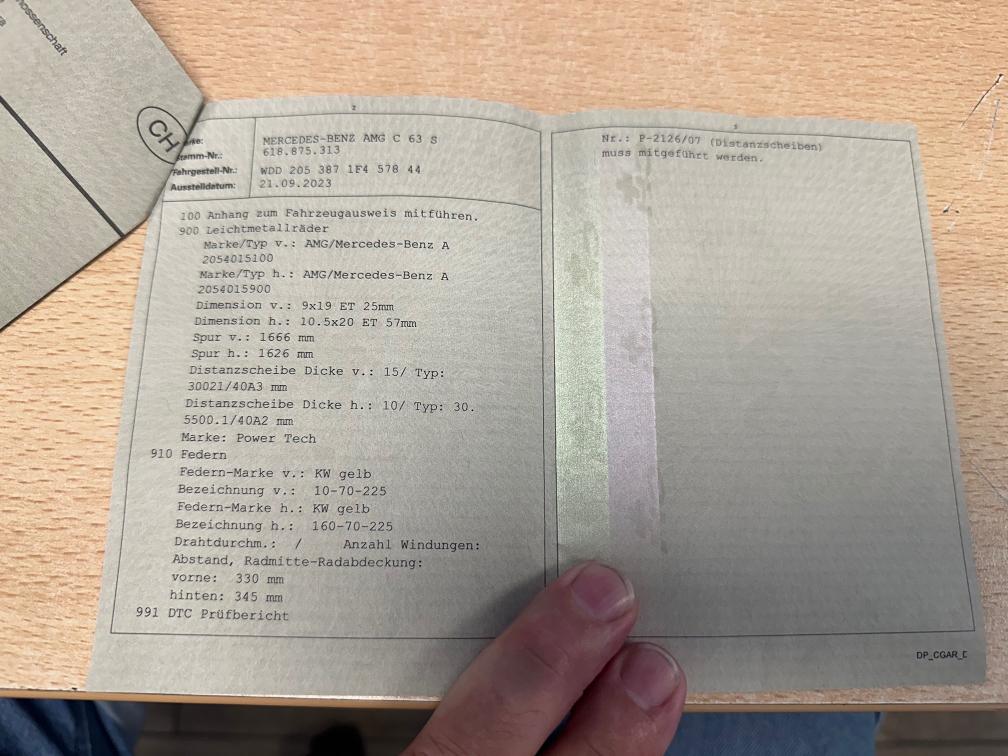 nossenschaft
CH
2
Marke: MERCEDES-BENZ AMG C 63 S
Stamm-Nr.: 618.875.313
Fahrgestell-Nr.: WDD 205 387 1F4 578 44
Ausstelldatum: 21.09.2023
100 Anhang zum Fahrzeugausweis mitführen.
900 Leichtmetallräder
Marke/Typ v.: AMG/Mercedes-Benz A
2054015100
Marke/Typ h.: AMG/Mercedes-Benz A
2054015900
Dimension v.: 9x19 ET 25mm
Dimension h.: 10.5x20 ET 57mm
Spur v.: 1666 mm
Spur h.: 1626 mm
Distanzscheibe Dicke v.: 15/ Typ:
30021/40A3 mm
Distanzscheibe Dicke h.: 10/ Typ: 30.
5500.1/40A2 mm
Marke: Power Tech
910 Federn
Federn-Marke v.: KW gelb
Bezeichnung v.: 10-70-225
Federn-Marke h.: KW gelb
Bezeichnung h.: 160-70-225
Drahtdurchm.: / Anzahl Windungen:
Abstand, Radmitte-Radabdeckung:
vorne: 330 mm
hinten: 345 mm
991 DTC Prüfbericht
3
Nr.: P-2126/07 (Distanzscheiben)
muss mitgeführt werden.
DP_CGAR_D